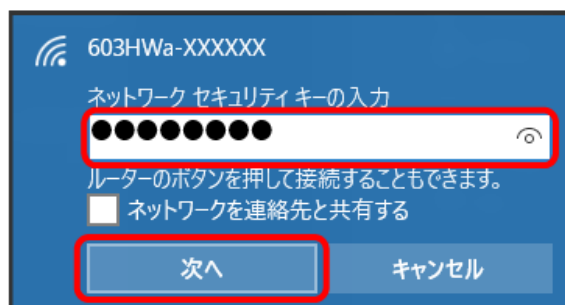 603HWa-XXXXXX
ネットワーク セキュリティ キーの入力
●●●●●●●●
ルーターのボタンを押して接続することもできます。
ネットワークを連絡先と共有する
次へ
キャンセル